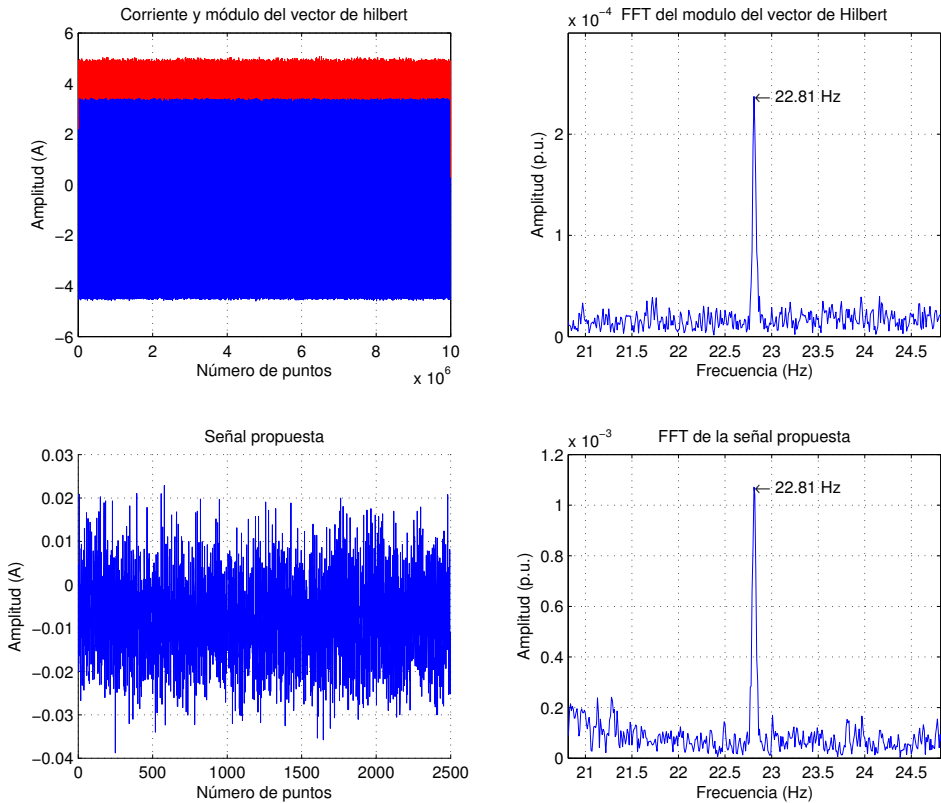 Corriente y módulo del vector de hilbert
6
4
2
0
−2
−4
−6
Amplitud (A)
0 2 4 6 8 10
x 10^6
Número de puntos
FFT del modulo del vector de Hilbert
x 10^−4
2
1
0
Amplitud (p.u.)
← 22.81 Hz
21 21.5 22 22.5 23 23.5 24 24.5
Frecuencia (Hz)
Señal propuesta
0.03
0.02
0.01
0
−0.01
−0.02
−0.03
−0.04
Amplitud (A)
0 500 1000 1500 2000 2500
Número de puntos
FFT de la señal propuesta
x 10^−3
1.2
1
0.8
0.6
0.4
0.2
0
Amplitud (p.u.)
← 22.81 Hz
21 21.5 22 22.5 23 23.5 24 24.5
Frecuencia (Hz)